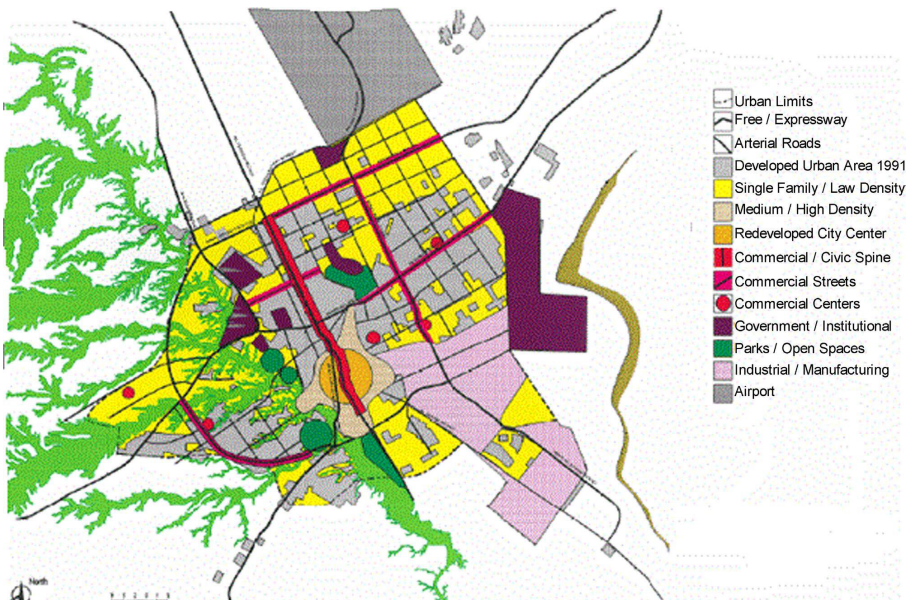 Urban Limits
Free / Expressway
Arterial Roads
Developed Urban Area 1991
Single Family / Law Density
Medium / High Density
Redeveloped City Center
Commercial / Civic Spine
Commercial Streets
Commercial Centers
Government / Institutional
Parks / Open Spaces
Industrial / Manufacturing
Airport
North